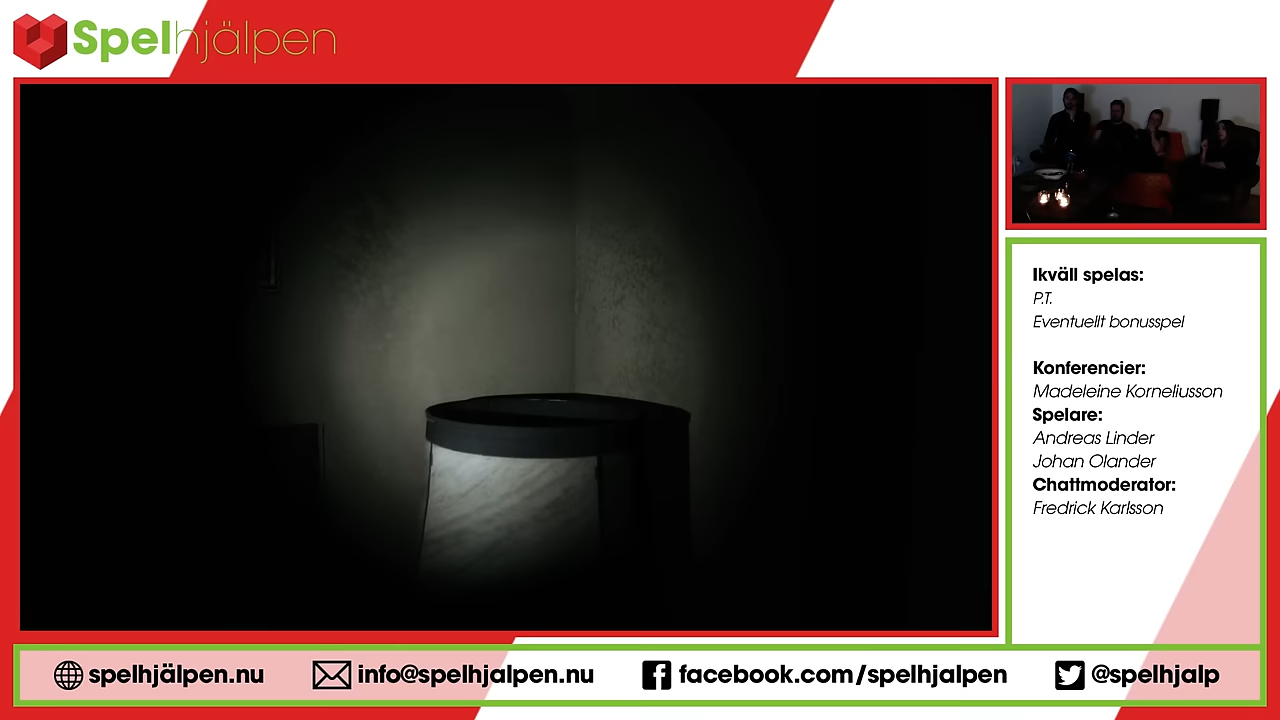 Spelhjälpen
Ikväll spelas:
P.T.
Eventuellt bonusspel
Konferencier:
Madeleine Korneliusson
Spelare:
Andreas Linder
Johan Olander
Chattmoderator:
Fredrick Karlsson
spelhjälpen.nu
info@spelhjalpen.nu
facebook.com/spelhjalpen
@spelhjalp